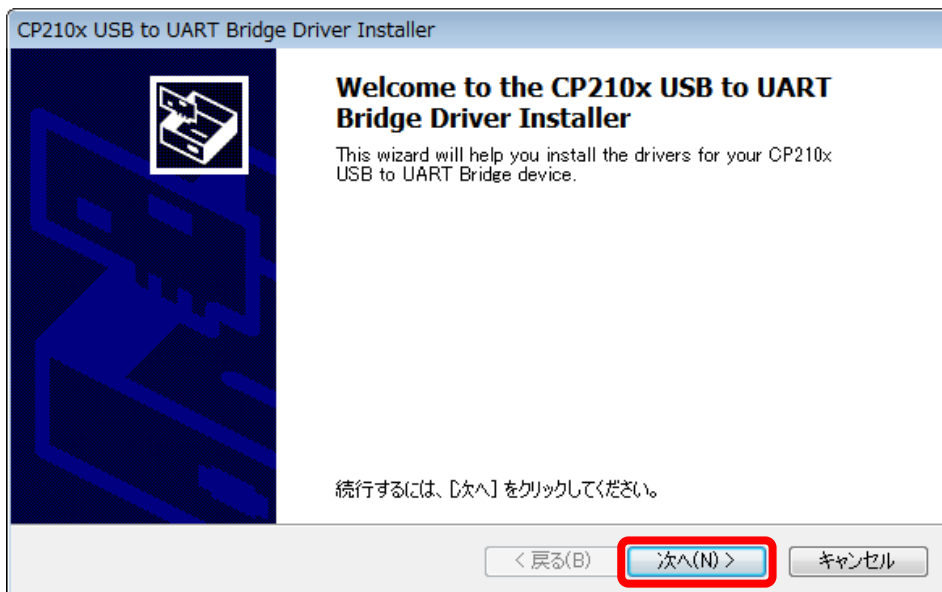 CP210x USB to UART Bridge Driver Installer
Welcome to the CP210x USB to UART
Bridge Driver Installer
This wizard will help you install the drivers for your CP210x
USB to UART Bridge device.
続行するには、[次へ] をクリックしてください。
< 戻る(B)
次へ(N) >
キャンセル